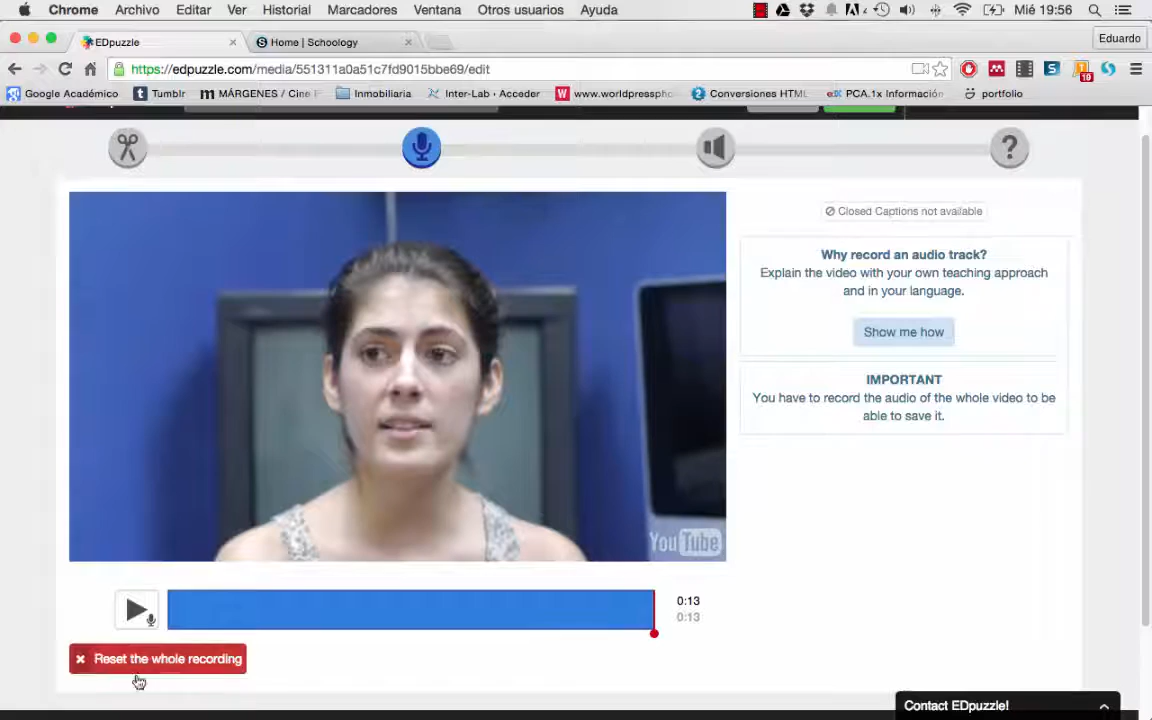 Chrome Archivo Editar Ver Historial Marcadores Ventana Otros usuarios Ayuda Mié 19:56
EDpuzzle Home | Schoology Eduardo
https://edpuzzle.com/media/551311a0a51c7fd9015bbe69/edit
Google Académico Tumblr MÁRGENES / Cine Inmobiliaria Inter-Lab › Acceder www.worldpresspho Conversiones HTML PCA.1x Información portfolio
Closed Captions not available
Why record an audio track?
Explain the video with your own teaching approach
and in your language.
Show me how
IMPORTANT
You have to record the audio of the whole video to be
able to save it.
YouTube
0:13
0:13
Reset the whole recording
Contact EDpuzzle!